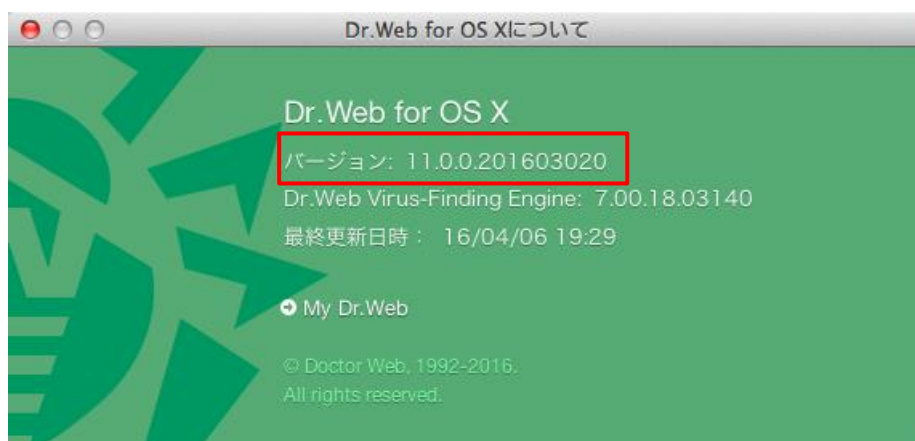 Dr.Web for OS Xについて
Dr.Web for OS X
バージョン: 11.0.0.201603020
Dr.Web Virus-Finding Engine: 7.00.18.03140
最終更新日時： 16/04/06 19:29
My Dr.Web
© Doctor Web, 1992-2016.
All rights reserved.